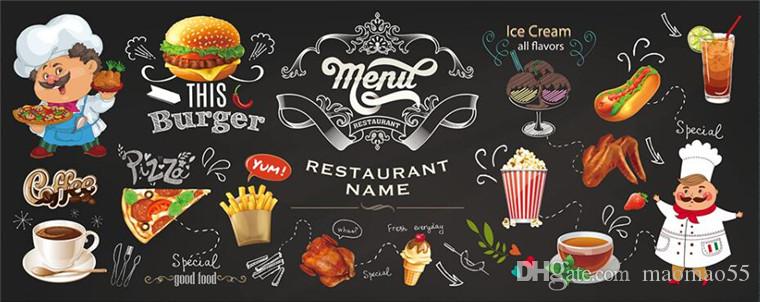 THIS
Burger
Coffee
Pizza
YUM!
Special
good food
Menu
RESTAURANT
RESTAURANT
NAME
whoa?
Special
Fresh everyday
Ice Cream
all flavors
Special
DHgate.com maomao55